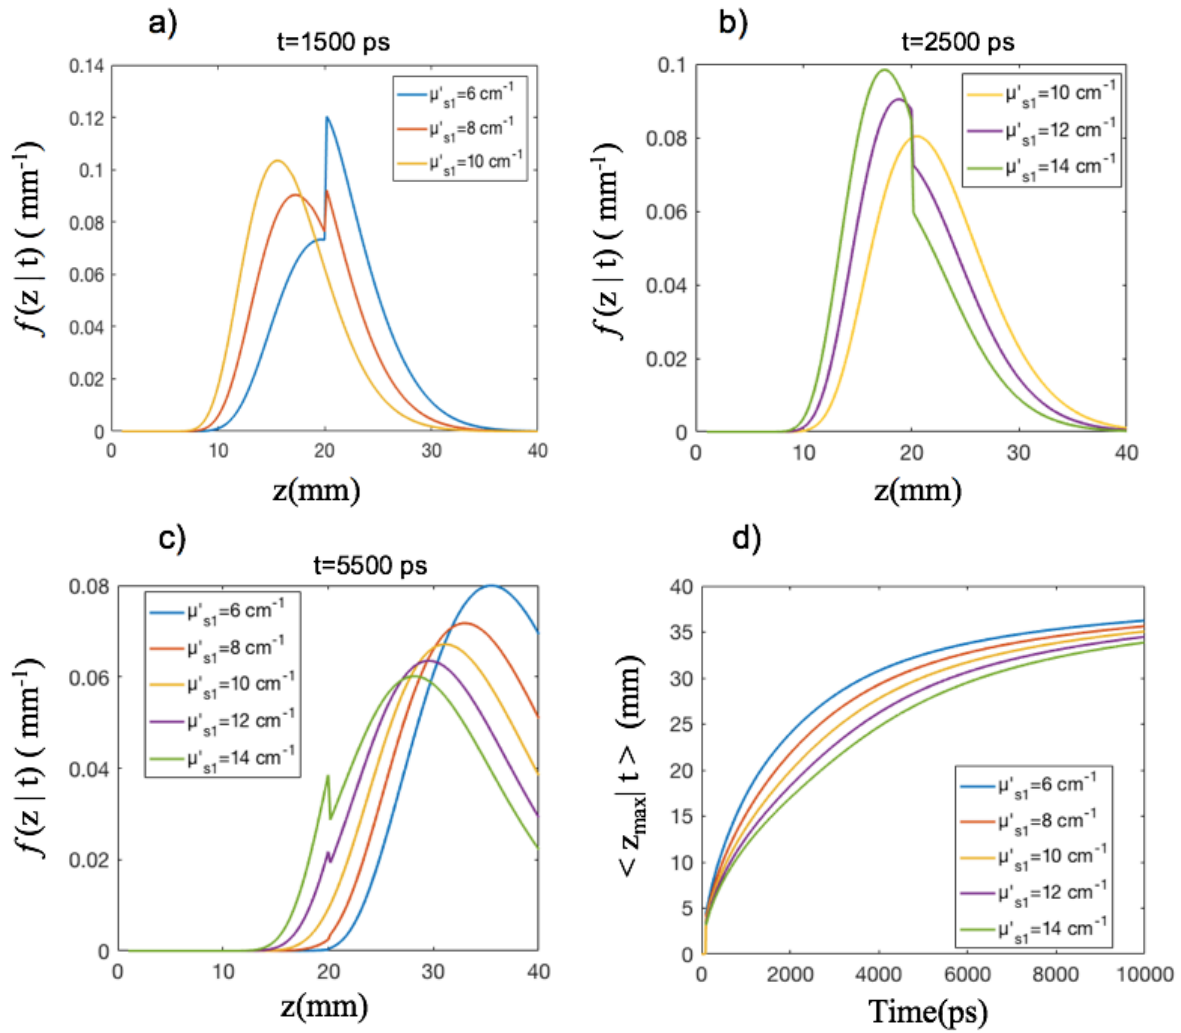 a)
t=1500 ps
0.14
0.12
0.1
0.08
0.06
0.04
0.02
0
0
10
20
30
40
f(z | t) ( mm-1)
z(mm)
μ's1=6 cm-1
μ's1=8 cm-1
μ's1=10 cm-1
b)
t=2500 ps
0.1
0.08
0.06
0.04
0.02
0
0
10
20
30
40
f(z | t) ( mm-1)
z(mm)
μ's1=10 cm-1
μ's1=12 cm-1
μ's1=14 cm-1
c)
t=5500 ps
0.08
0.06
0.04
0.02
0
0
10
20
30
40
f(z | t) ( mm-1)
z(mm)
μ's1=6 cm-1
μ's1=8 cm-1
μ's1=10 cm-1
μ's1=12 cm-1
μ's1=14 cm-1
d)
40
35
30
25
20
15
10
5
0
0
2000
4000
6000
8000
10000
< zmax| t > (mm)
Time(ps)
μ's1=6 cm-1
μ's1=8 cm-1
μ's1=10 cm-1
μ's1=12 cm-1
μ's1=14 cm-1